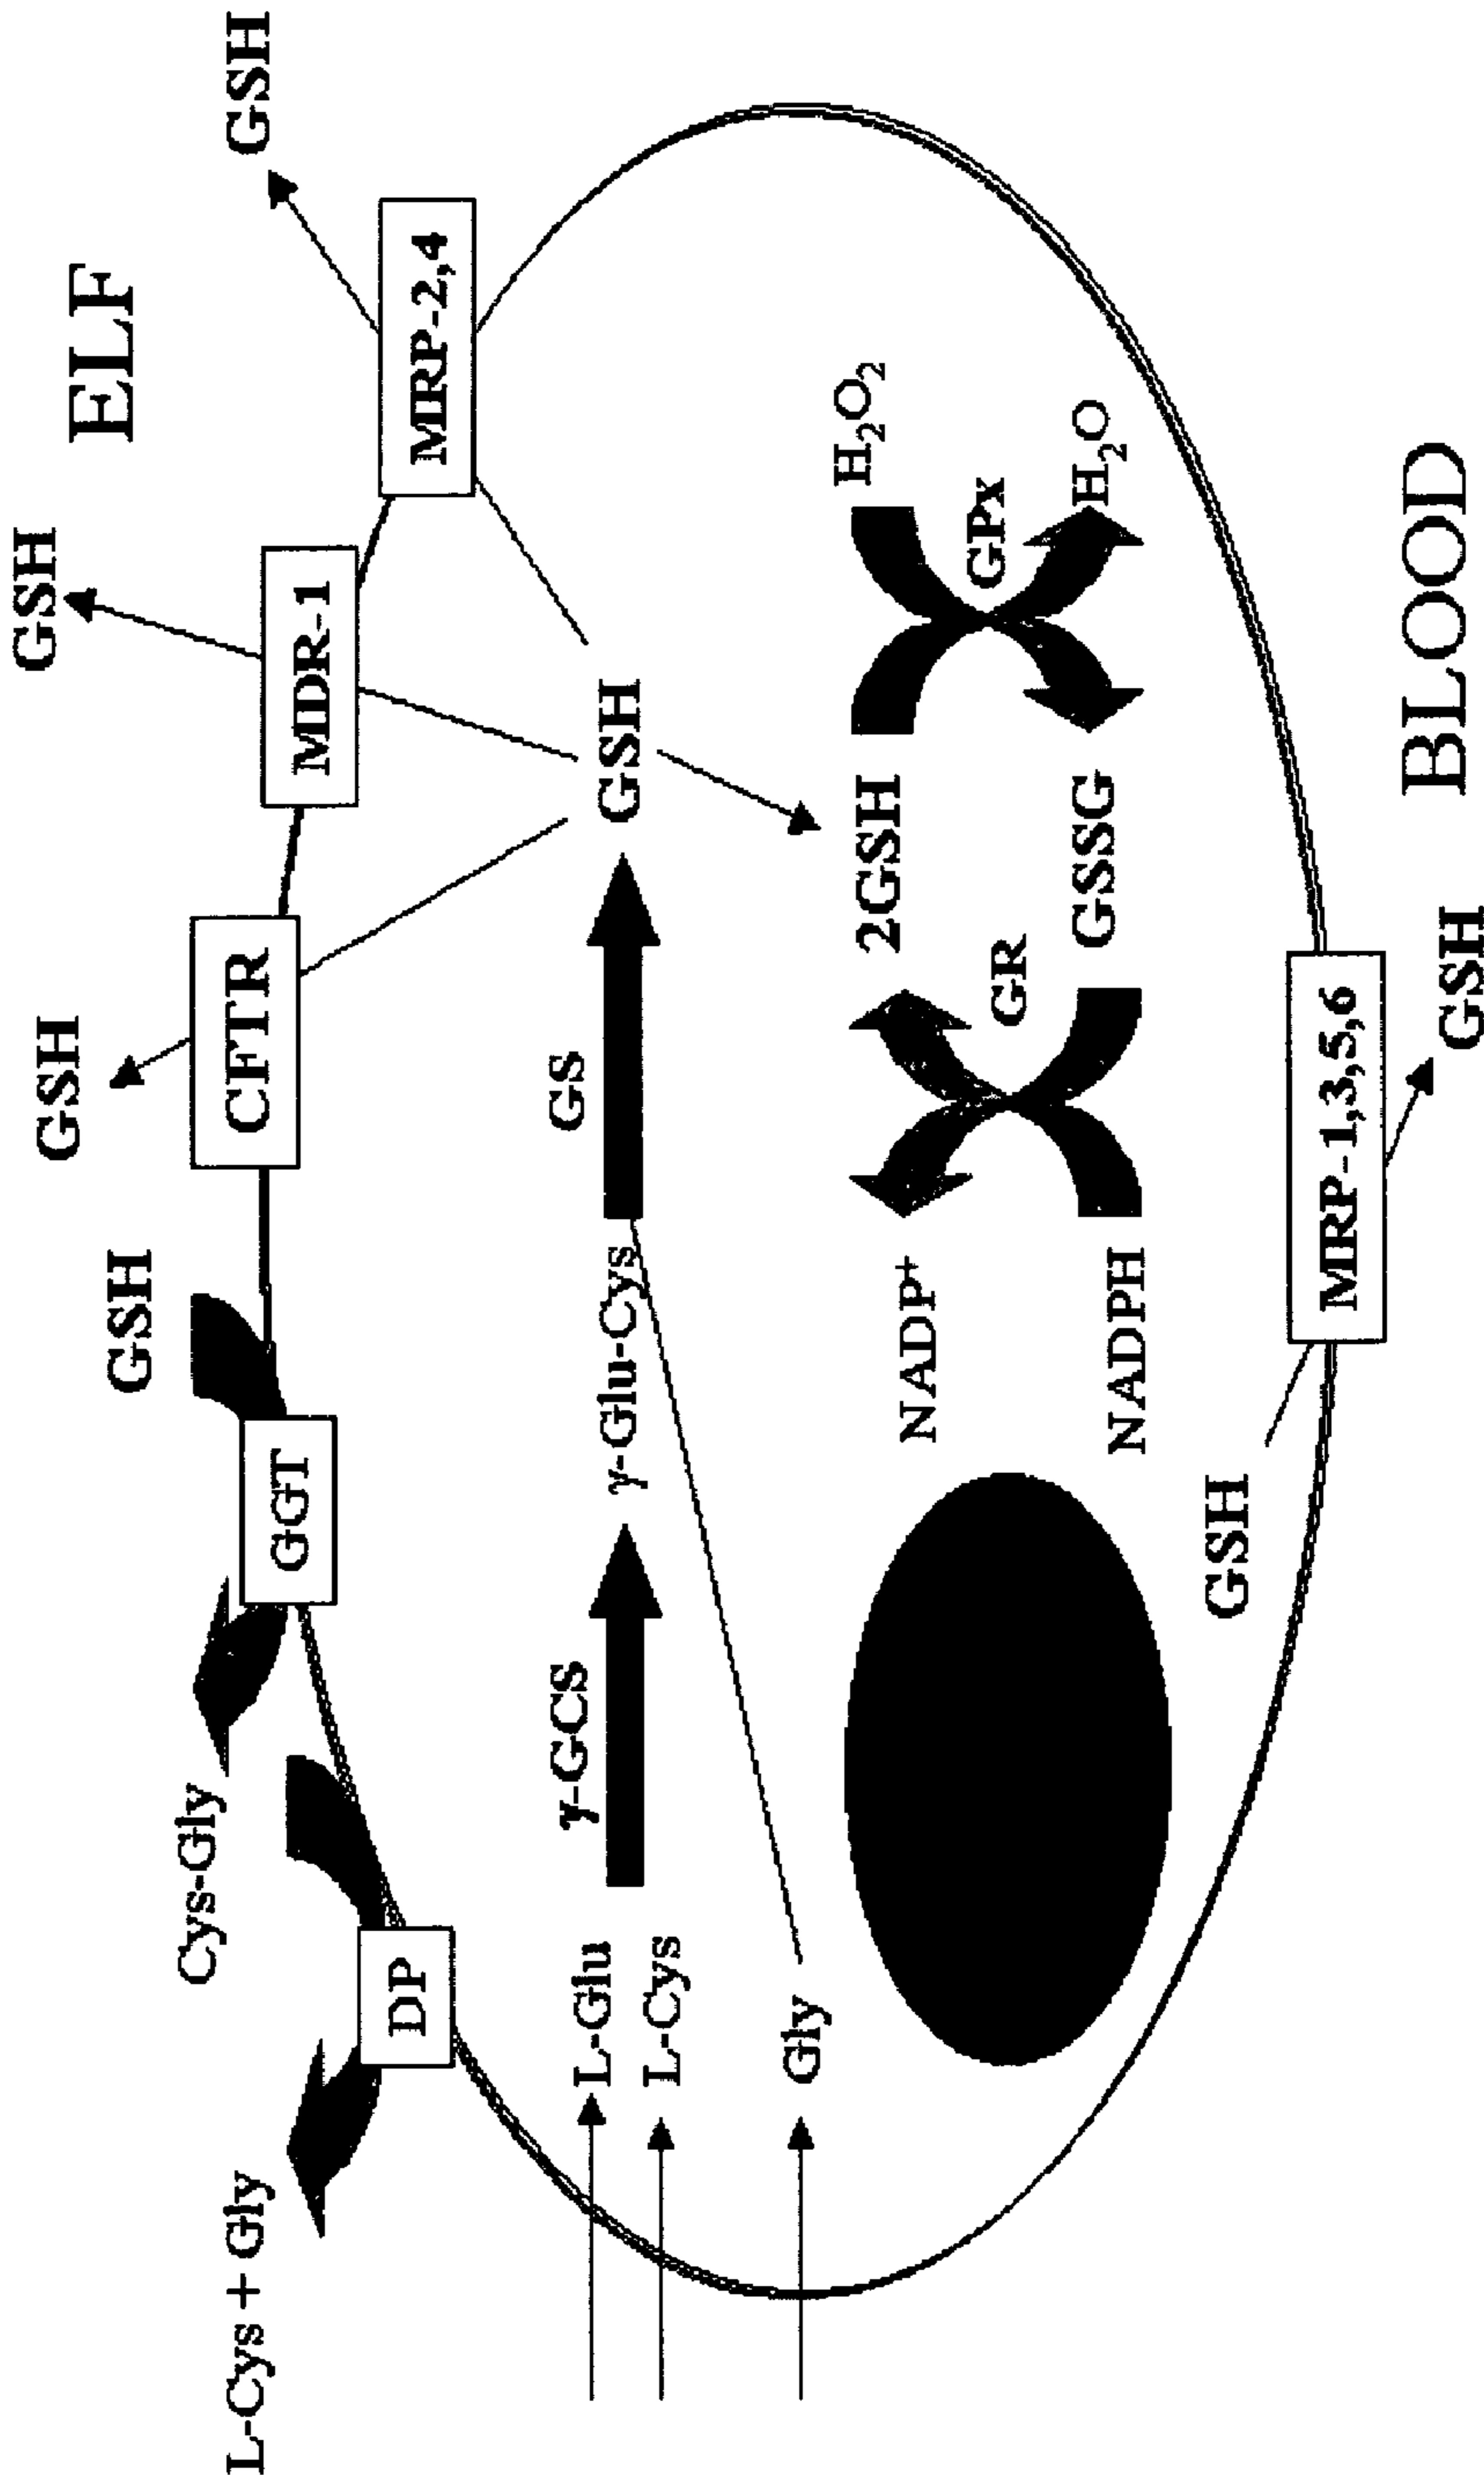 ELF
GSH
GSH
GSH
GSH
Cys-Gly
L-Cys + Gly
DP
GGT
CFTR
MDR-1
MRP-2,4
L-Glu
L-Cys
Gly
γ-GCS
γ-Glu-Cys
GS
GSH
NADP+
NADPH
GR
2GSH
GSSG
GPx
H2O2
H2O
GSH
MRP-1,3,5,6
GSH
BLOOD